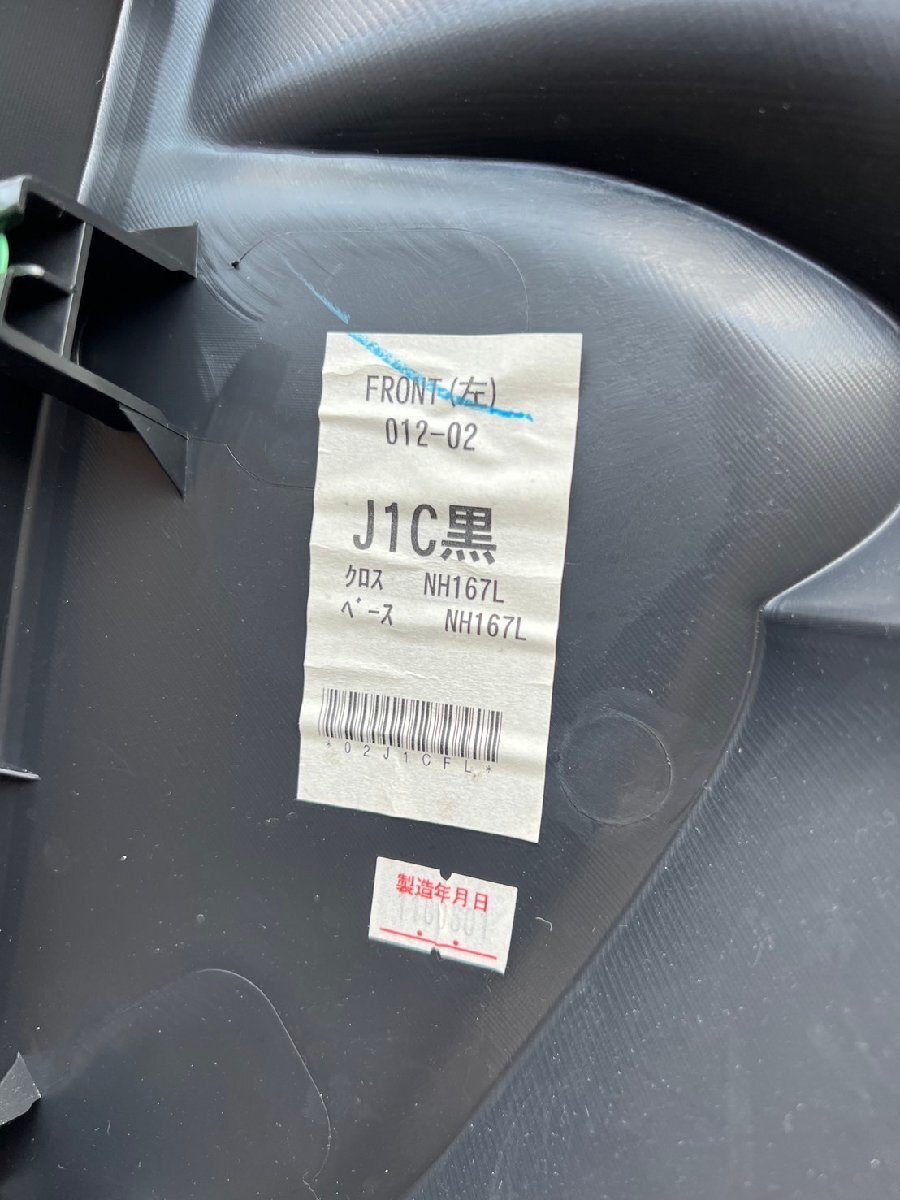 FRONT(左)
012-02
J1C黒
クロス NH167L
ベース NH167L
*02J1CFL*
製造年月日